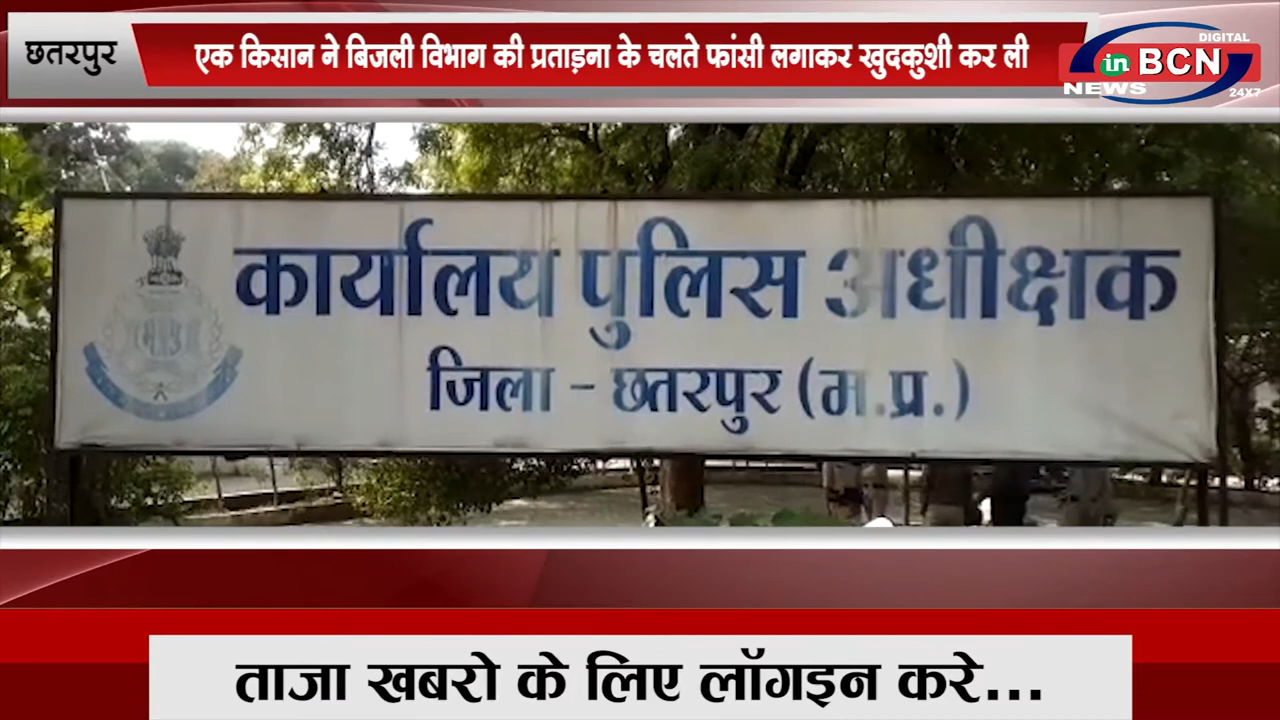 छतरपुर
एक किसान ने बिजली विभाग की प्रताड़ना के चलते फांसी लगाकर खुदकुशी कर ली
DIGITAL
in BCN
NEWS
24X7
कार्यालय पुलिस अधीक्षक
जिला - छतरपुर (म.प्र.)
ताजा खबरो के लिए लॉगइन करे...